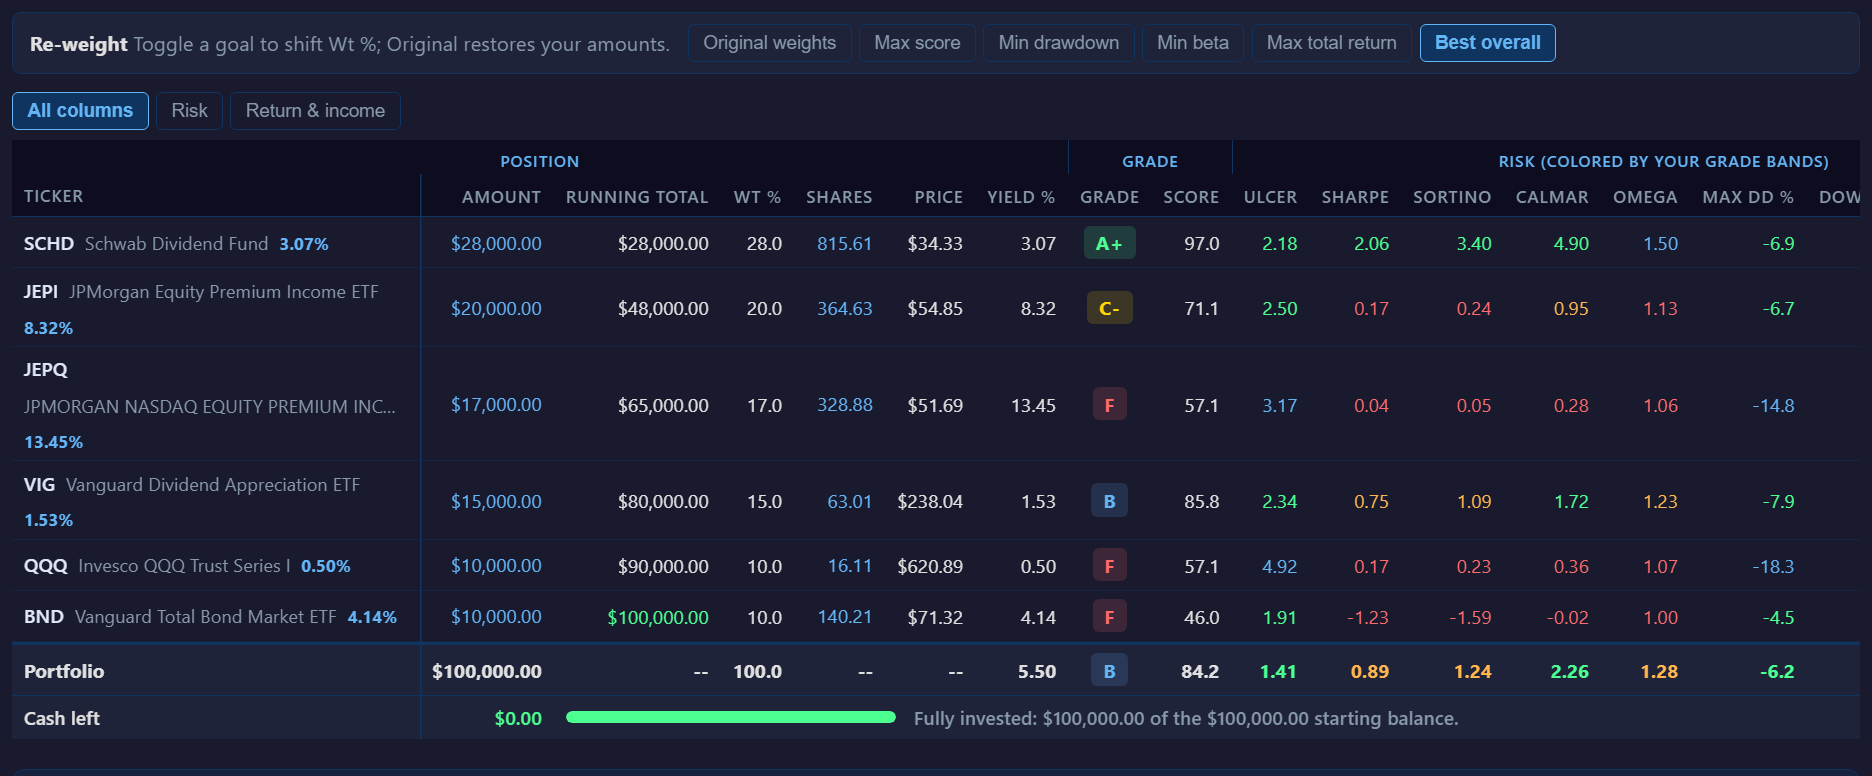 Re-weight Toggle a goal to shift Wt %; Original restores your amounts. Original weights Max score Min drawdown Min beta Max total return Best overall
All columns Risk Return & income
POSITION GRADE RISK (COLORED BY YOUR GRADE BANDS)
TICKER AMOUNT RUNNING TOTAL WT % SHARES PRICE YIELD % GRADE SCORE ULCER SHARPE SORTINO CALMAR OMEGA MAX DD % DOW
SCHD Schwab Dividend Fund 3.07% $28,000.00 $28,000.00 28.0 815.61 $34.33 3.07 A+ 97.0 2.18 2.06 3.40 4.90 1.50 -6.9
JEPI JPMorgan Equity Premium Income ETF
8.32% $20,000.00 $48,000.00 20.0 364.63 $54.85 8.32 C- 71.1 2.50 0.17 0.24 0.95 1.13 -6.7
JEPQ
JPMORGAN NASDAQ EQUITY PREMIUM INC... $17,000.00 $65,000.00 17.0 328.88 $51.69 13.45 F 57.1 3.17 0.04 0.05 0.28 1.06 -14.8
13.45%
VIG Vanguard Dividend Appreciation ETF
1.53% $15,000.00 $80,000.00 15.0 63.01 $238.04 1.53 B 85.8 2.34 0.75 1.09 1.72 1.23 -7.9
QQQ Invesco QQQ Trust Series I 0.50% $10,000.00 $90,000.00 10.0 16.11 $620.89 0.50 F 57.1 4.92 0.17 0.23 0.36 1.07 -18.3
BND Vanguard Total Bond Market ETF 4.14% $10,000.00 $100,000.00 10.0 140.21 $71.32 4.14 F 46.0 1.91 -1.23 -1.59 -0.02 1.00 -4.5
Portfolio $100,000.00 -- 100.0 -- -- 5.50 B 84.2 1.41 0.89 1.24 2.26 1.28 -6.2
Cash left $0.00 Fully invested: $100,000.00 of the $100,000.00 starting balance.